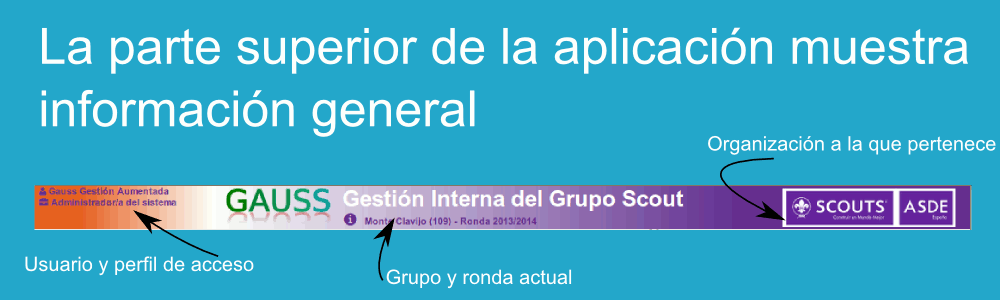 La parte superior de la aplicación muestra
información general
Organización a la que pertenece
Gauss Gestión Aumentada
Administrador/a del sistema
GAUSS
Gestión Interna del Grupo Scout
Monte Clavijo (109) - Ronda 2013/2014
SCOUTS
Construir un Mundo Mejor
ASDE
España
Usuario y perfil de acceso
Grupo y ronda actual